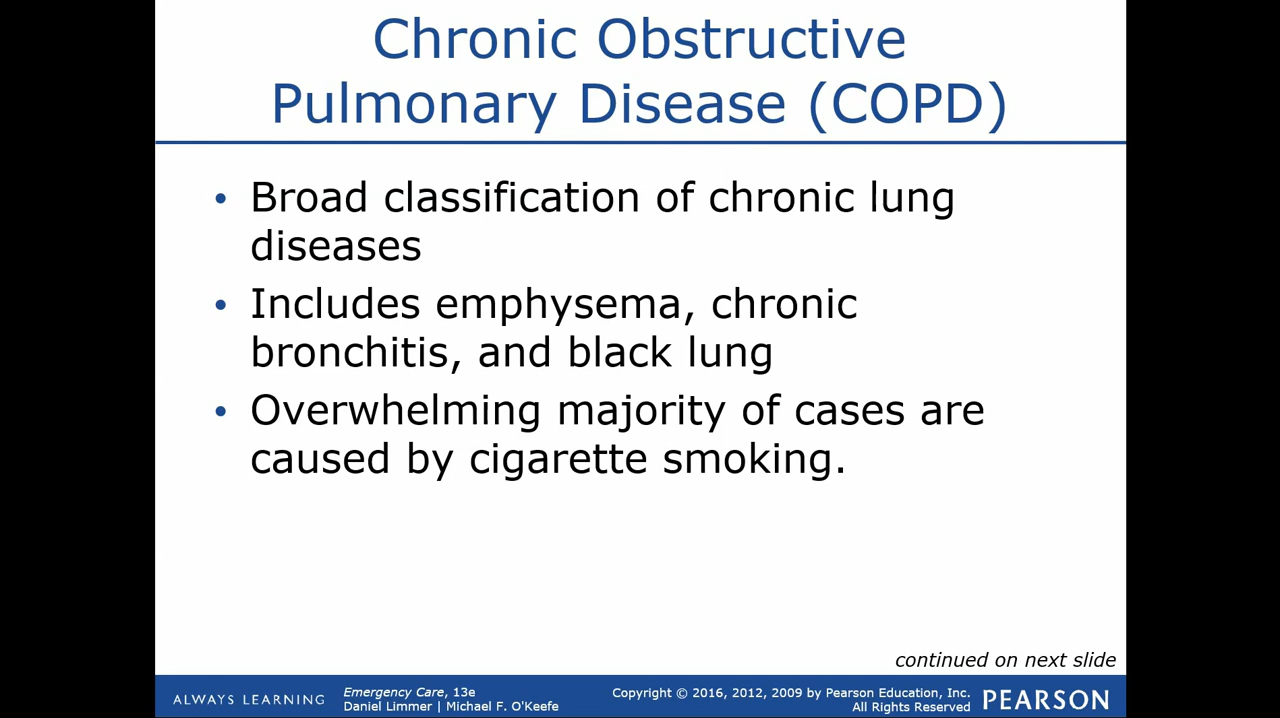 Chronic Obstructive
Pulmonary Disease (COPD)
• Broad classification of chronic lung
diseases
• Includes emphysema, chronic
bronchitis, and black lung
• Overwhelming majority of cases are
caused by cigarette smoking.
continued on next slide
ALWAYS LEARNING
Emergency Care, 13e
Daniel Limmer | Michael F. O'Keefe
Copyright © 2016, 2012, 2009 by Pearson Education, Inc.
All Rights Reserved
PEARSON